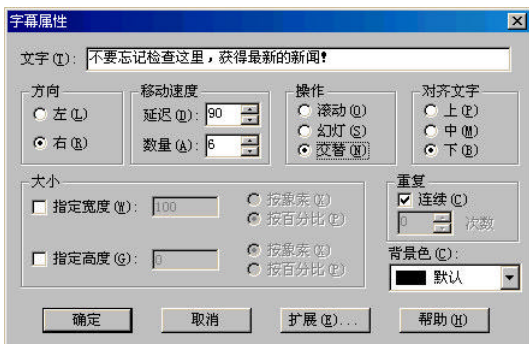 字幕属性
文字(T): 不要忘记检查这里，获得最新的新闻!
方向 移动速度 操作 对齐文字
左(L) 延迟(D): 90 滚动(O) 上(P)
幻灯(S) 中(M)
右(R) 数量(A): 6 交替(N) 下(B)
大小 重复
指定宽度(W): 100 按象素(X) 连续(C)
按百分比(P) 0 次数
指定高度(G): 0 按象素(X) 背景色(C):
按百分比(P) 默认
确定 取消 扩展(E)... 帮助(H)